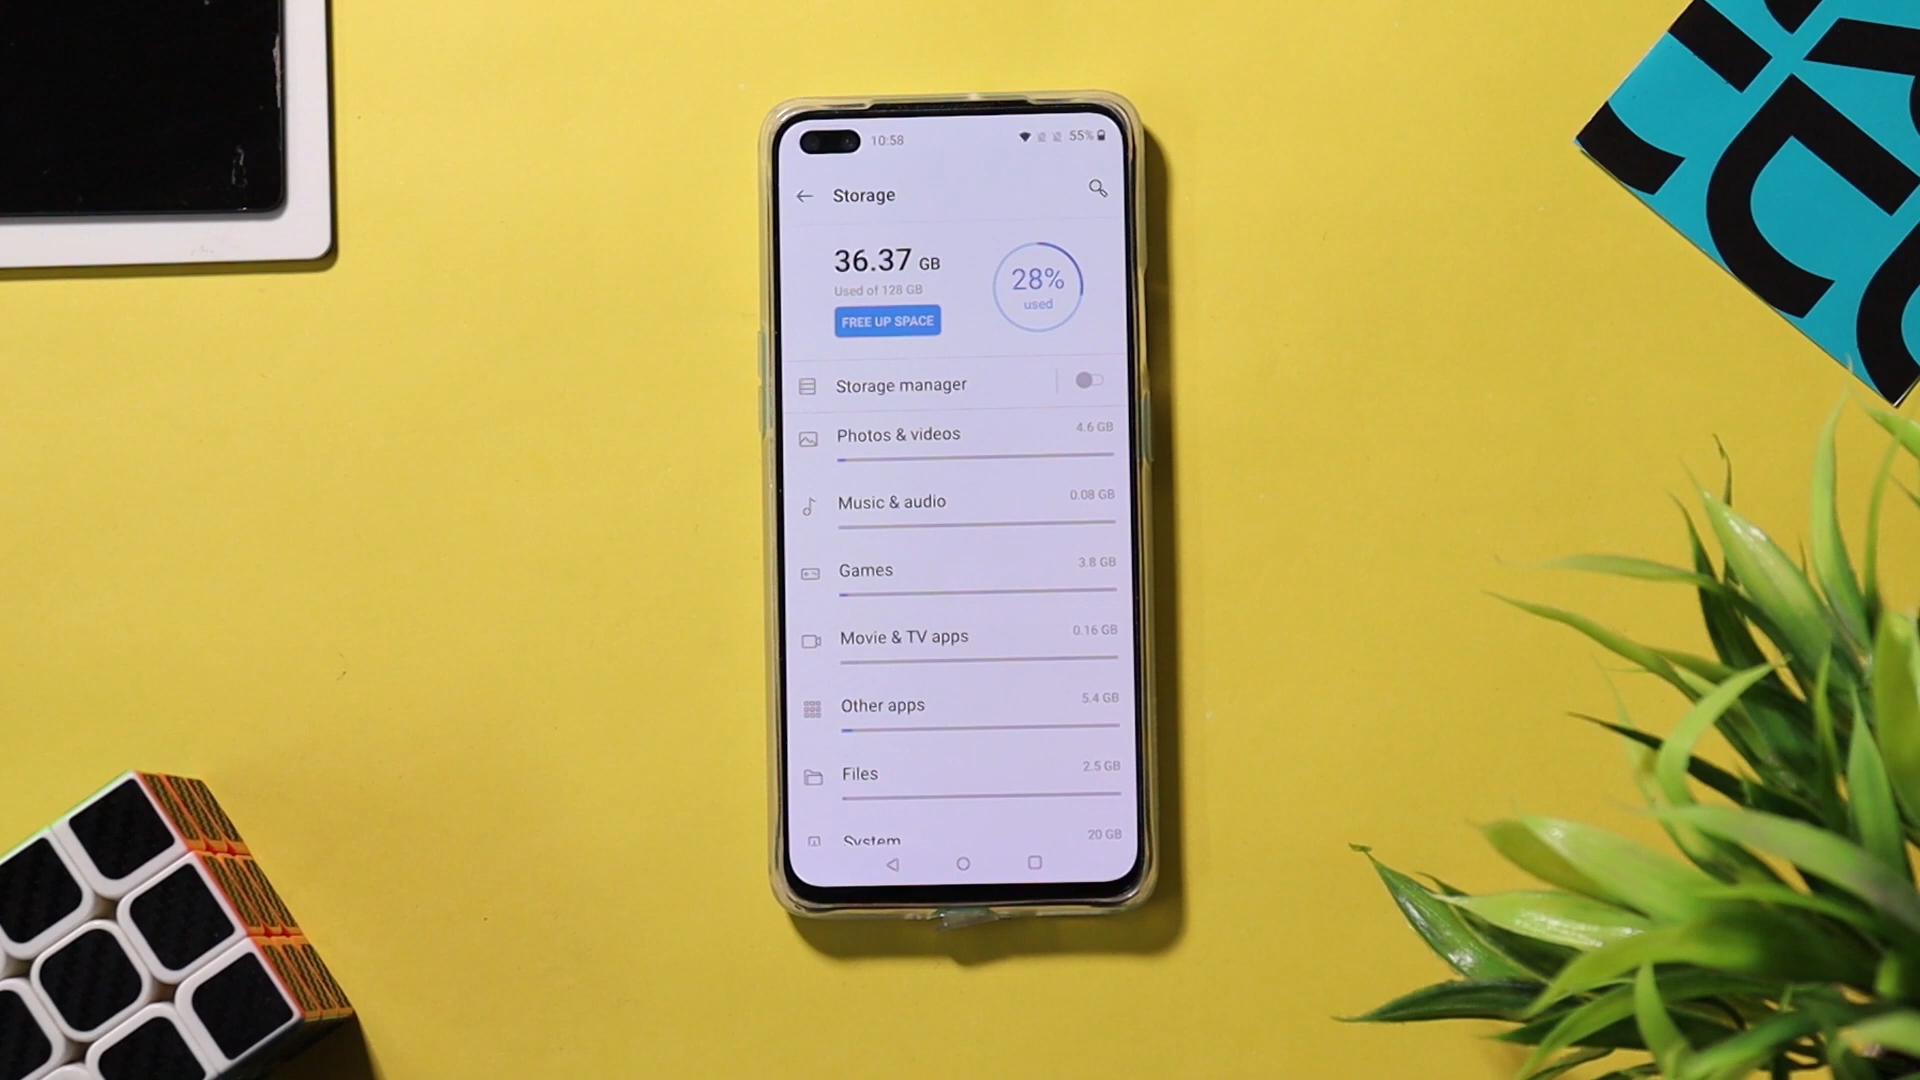 10:58 55%
Storage
36.37 GB
Used of 128 GB
28%
used
FREE UP SPACE
Storage manager
Photos & videos 4.6 GB
Music & audio 0.08 GB
Games 3.8 GB
Movie & TV apps 0.16 GB
Other apps 5.4 GB
Files 2.5 GB
System 20 GB